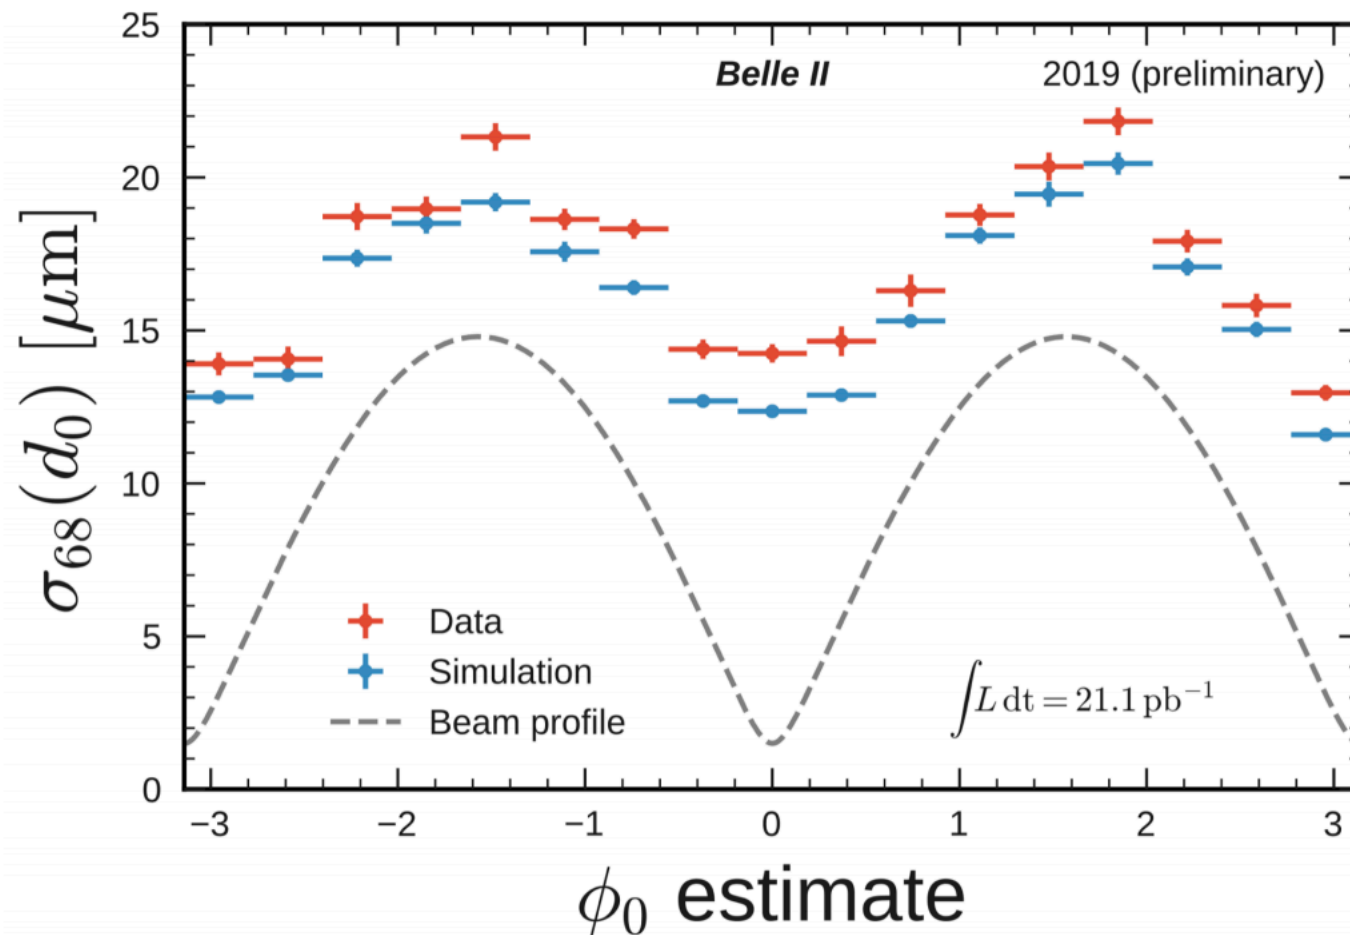 25
20
15
10
5
0
σ₆₈(d₀) [μm]
Belle II
2019 (preliminary)
Data
Simulation
Beam profile
∫L dt = 21.1 pb⁻¹
−3 −2 −1 0 1 2 3
ϕ₀ estimate